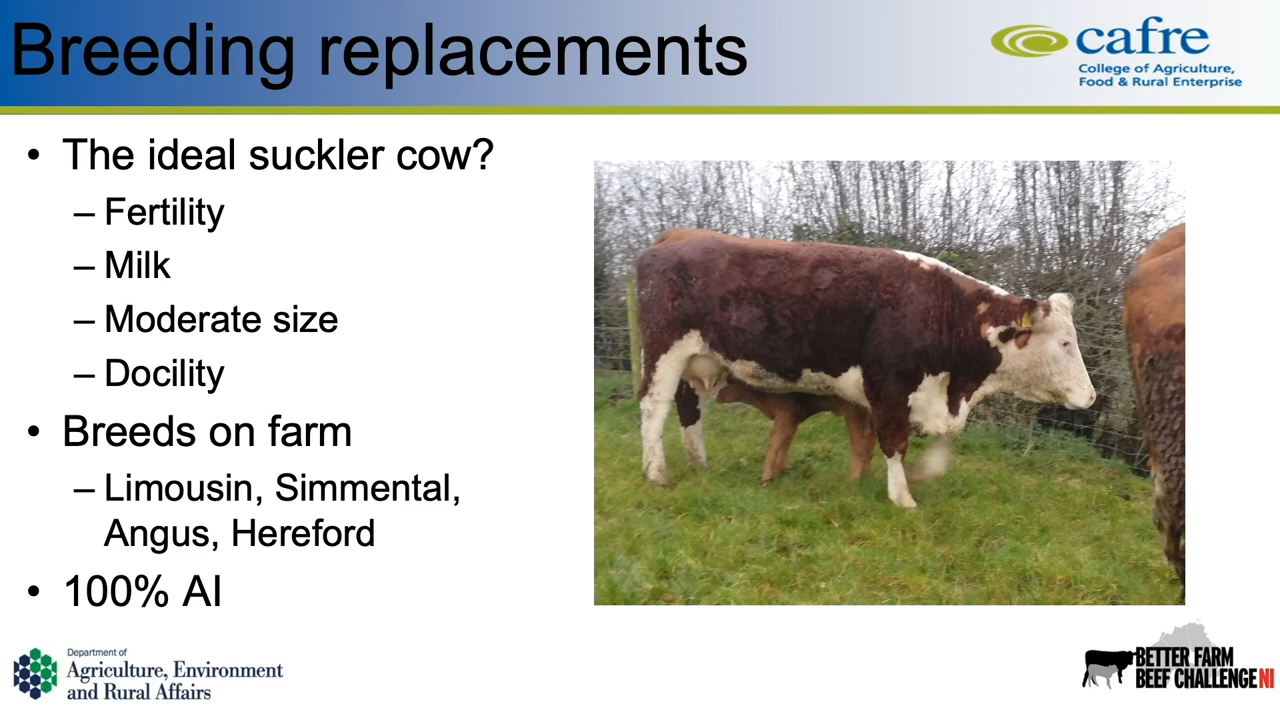 Breeding replacements
cafre
College of Agriculture,
Food & Rural Enterprise
• The ideal suckler cow?
– Fertility
– Milk
– Moderate size
– Docility
• Breeds on farm
– Limousin, Simmental,
Angus, Hereford
• 100% AI
Department of
Agriculture, Environment
and Rural Affairs
BETTER FARM
BEEF CHALLENGE NI